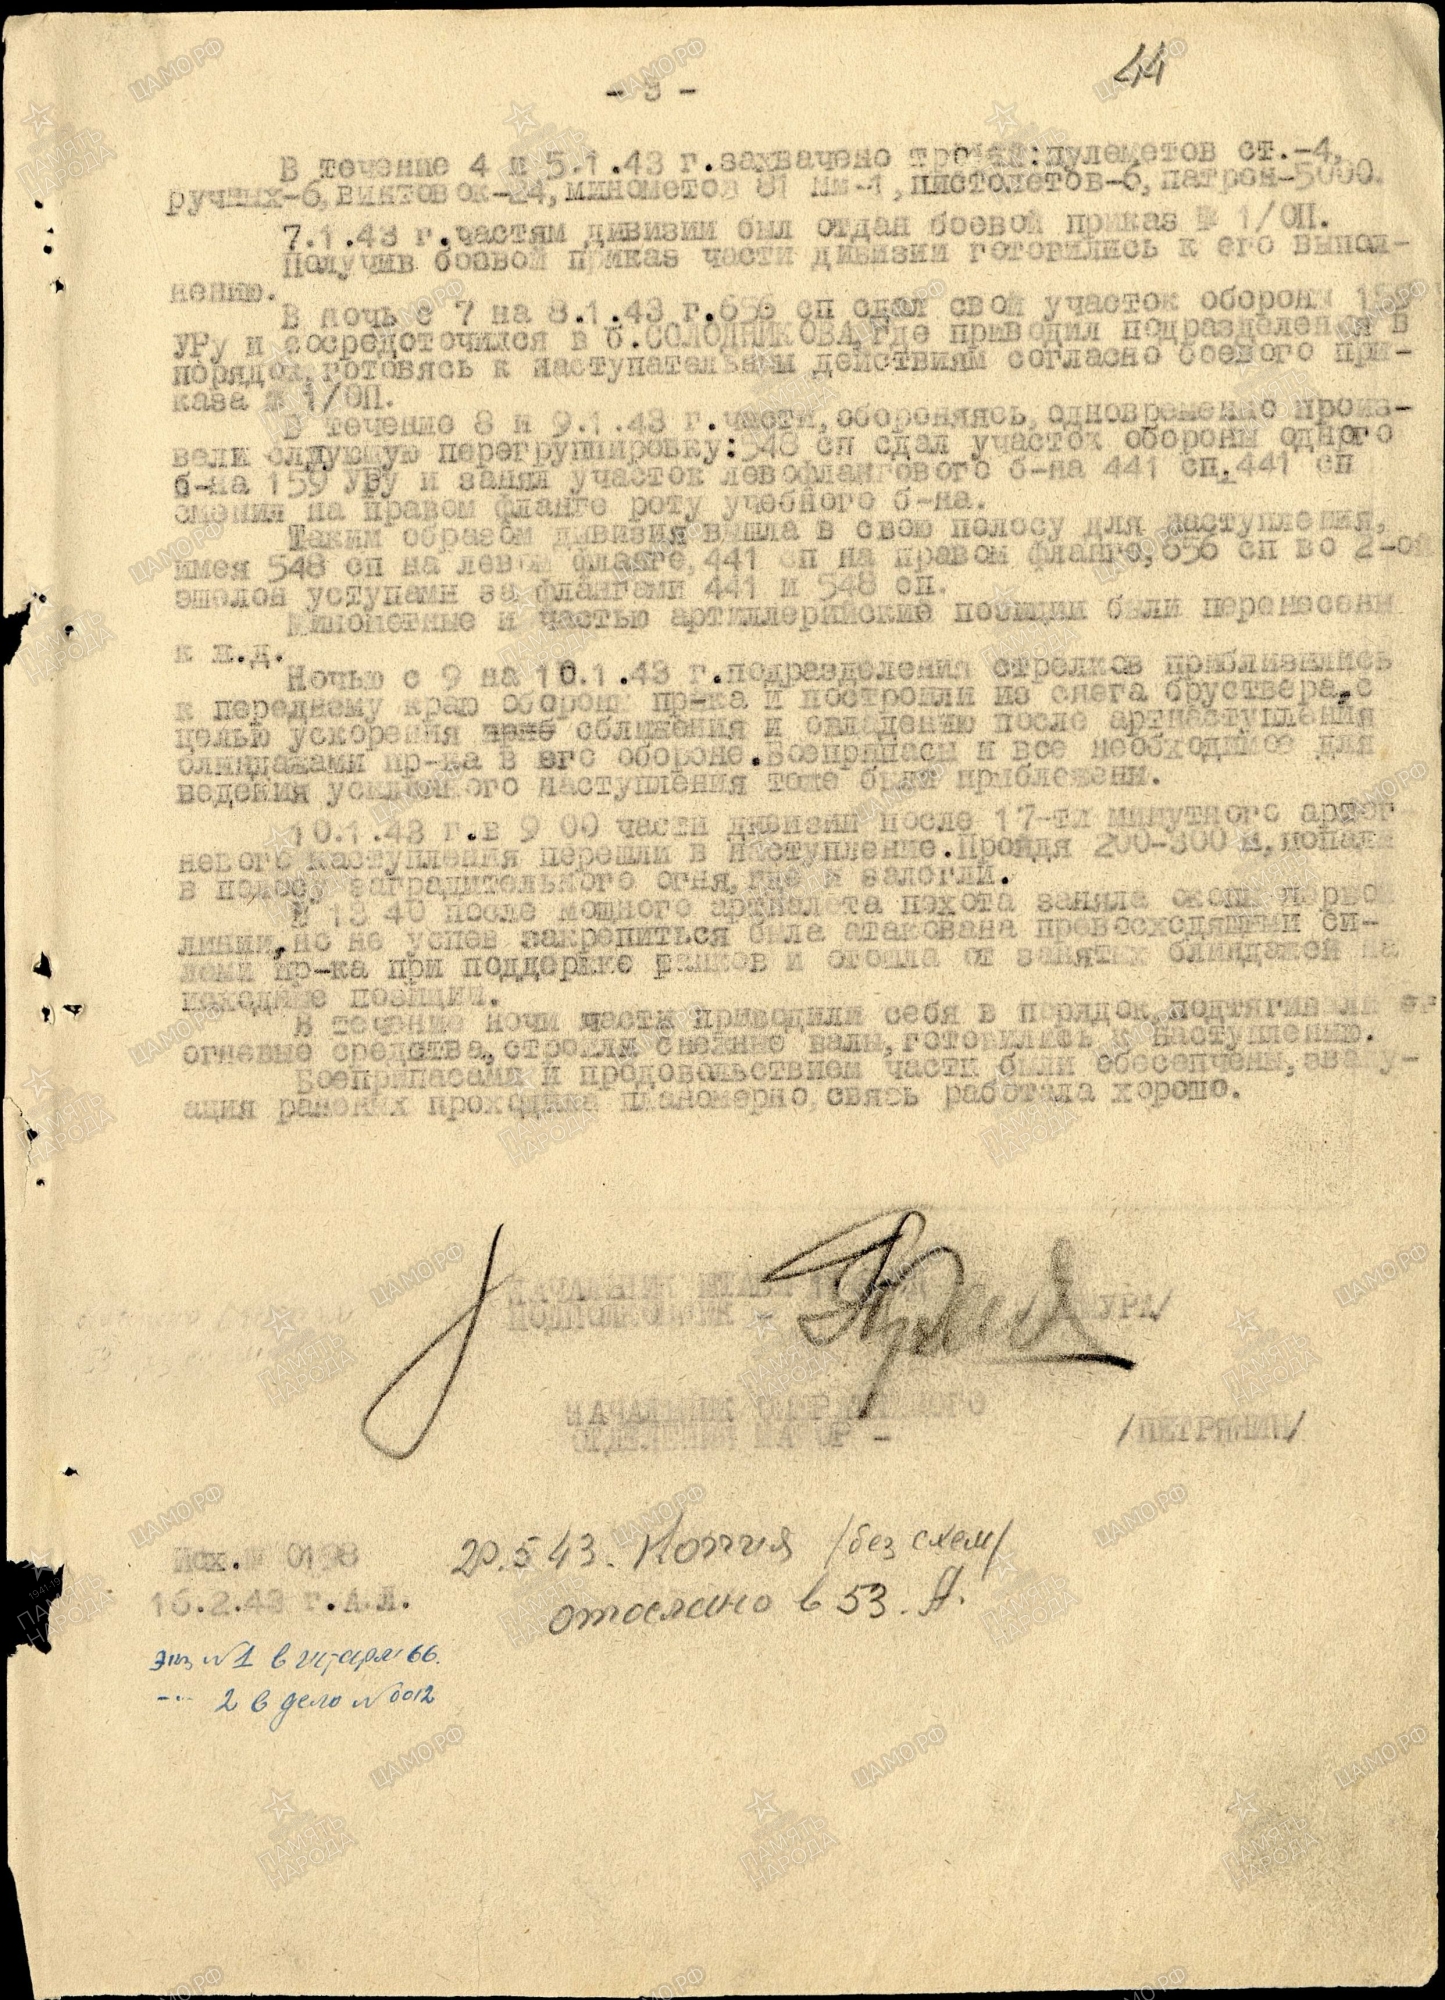 44
- 3 -
В течение 4 и 5.1.43 г.захвачено трофей:пулеметов ст.-4,
ручных-6,винтовок-24,минометов 81 мм-1,пистолетов-6,патрон-5000.
7.1.43 г.частям дивизии был отдан боевой приказ № 1/ОП.
Получив боевой приказ части дивизии готовились к его выпол-
нению.
В ночь с 7 на 8.1.43 г.656 сп сдал свой участок обороны 159
УРу и сосредоточился в б.СОЛОДНИКОВА,где приводил подразделения в
порядок,готовясь к наступательным действиям согласно боевого при-
каза № 1/ОП.
В течение 8 и 9.1.43 г.части,обороняясь,одновременно произ-
вели слдующую перегруппировку:548 сп сдал участок обороны одного
б-на 159 УРу и занял участок левофлангового б-на 441 сп,441 сп
сменил на правом фланге роту учебного б-на.
Таким образом дивизия вышла в свою полосу для наступления,
имея 548 сп на левом фланге,441 сп на правом фланге,656 сп во 2-ой
эшолон уступами за флангами 441 и 548 сп.
Минометные и частью артиллерийские позиции были перенесены
к п.д.
Ночью с 9 на 10.1.43 г.подразделения стрелков приблизились
к переднему краю обороны пр-ка и построили из снега бруствера,с
целью ускорения сближения и овладению после артнаступления
блиндажами пр-ка в его обороне.Боеприпасы и все необходимое для
ведения усиленного наступления тоже были приближени.
10.1.43 г.в 9 00 части дивизии после 17-ти минутного артог
невого наступления перешли в наступление.Пройдя 200-300 м,попали
в полосу заградительного огня,где и залегли.
В 13 40 после мощного артналета пехота заняла окопы первой
линии,но не успев закрепиться была атакована превосходящими си-
лами пр-ка при поддержке танков и отошла от занятых блиндажей на
исходные позиции.
В течение ночи части приводили себя в порядок,подтягивали
огневые средства,строили снежные валы,готовились к наступлению.
Боеприпасами и продовольствием части были обеспечены,эваку-
ация раненых проходила планомерно,связь работала хорошо.
НАЧАЛЬНИК ШТАБА
ПОДПОЛКОВНИК -
НАЧАЛЬНИК ОПЕРАТИВНОГО
ОТДЕЛЕНИЯ МАЙОР - /ПЕТРЯНИН/
Исх.№ 0198
16.2.43 г.А.Л.
20.5.43. Копия /без схем/
отослано в 53.А.
Экз №1 в 66.
-"- 2 в дело №0012